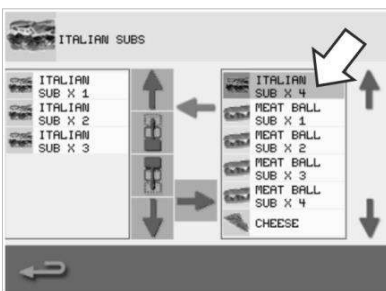 ITALIAN SUBS
ITALIAN
SUB X 1
ITALIAN
SUB X 2
ITALIAN
SUB X 3
ITALIAN
SUB X 4
MEAT BALL
SUB X 1
MEAT BALL
SUB X 2
MEAT BALL
SUB X 3
MEAT BALL
SUB X 4
CHEESE